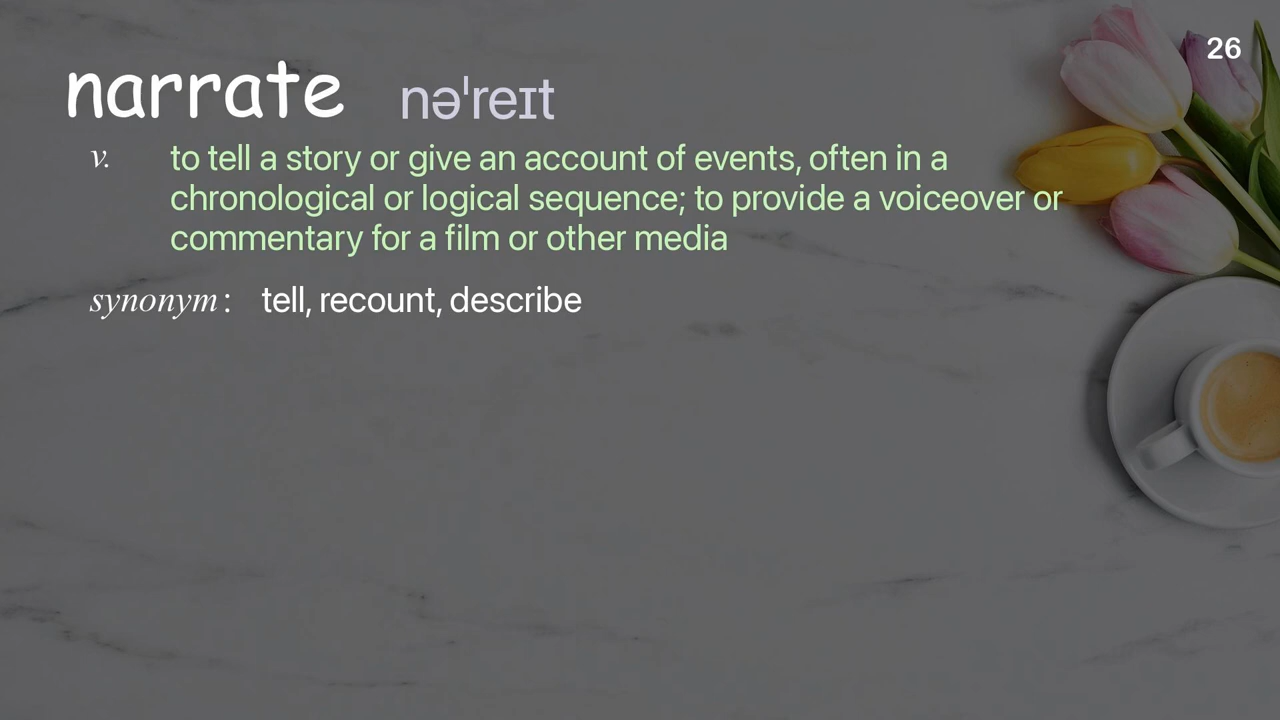 26
narrate nəˈreɪt
v. to tell a story or give an account of events, often in a
chronological or logical sequence; to provide a voiceover or
commentary for a film or other media
synonym: tell, recount, describe